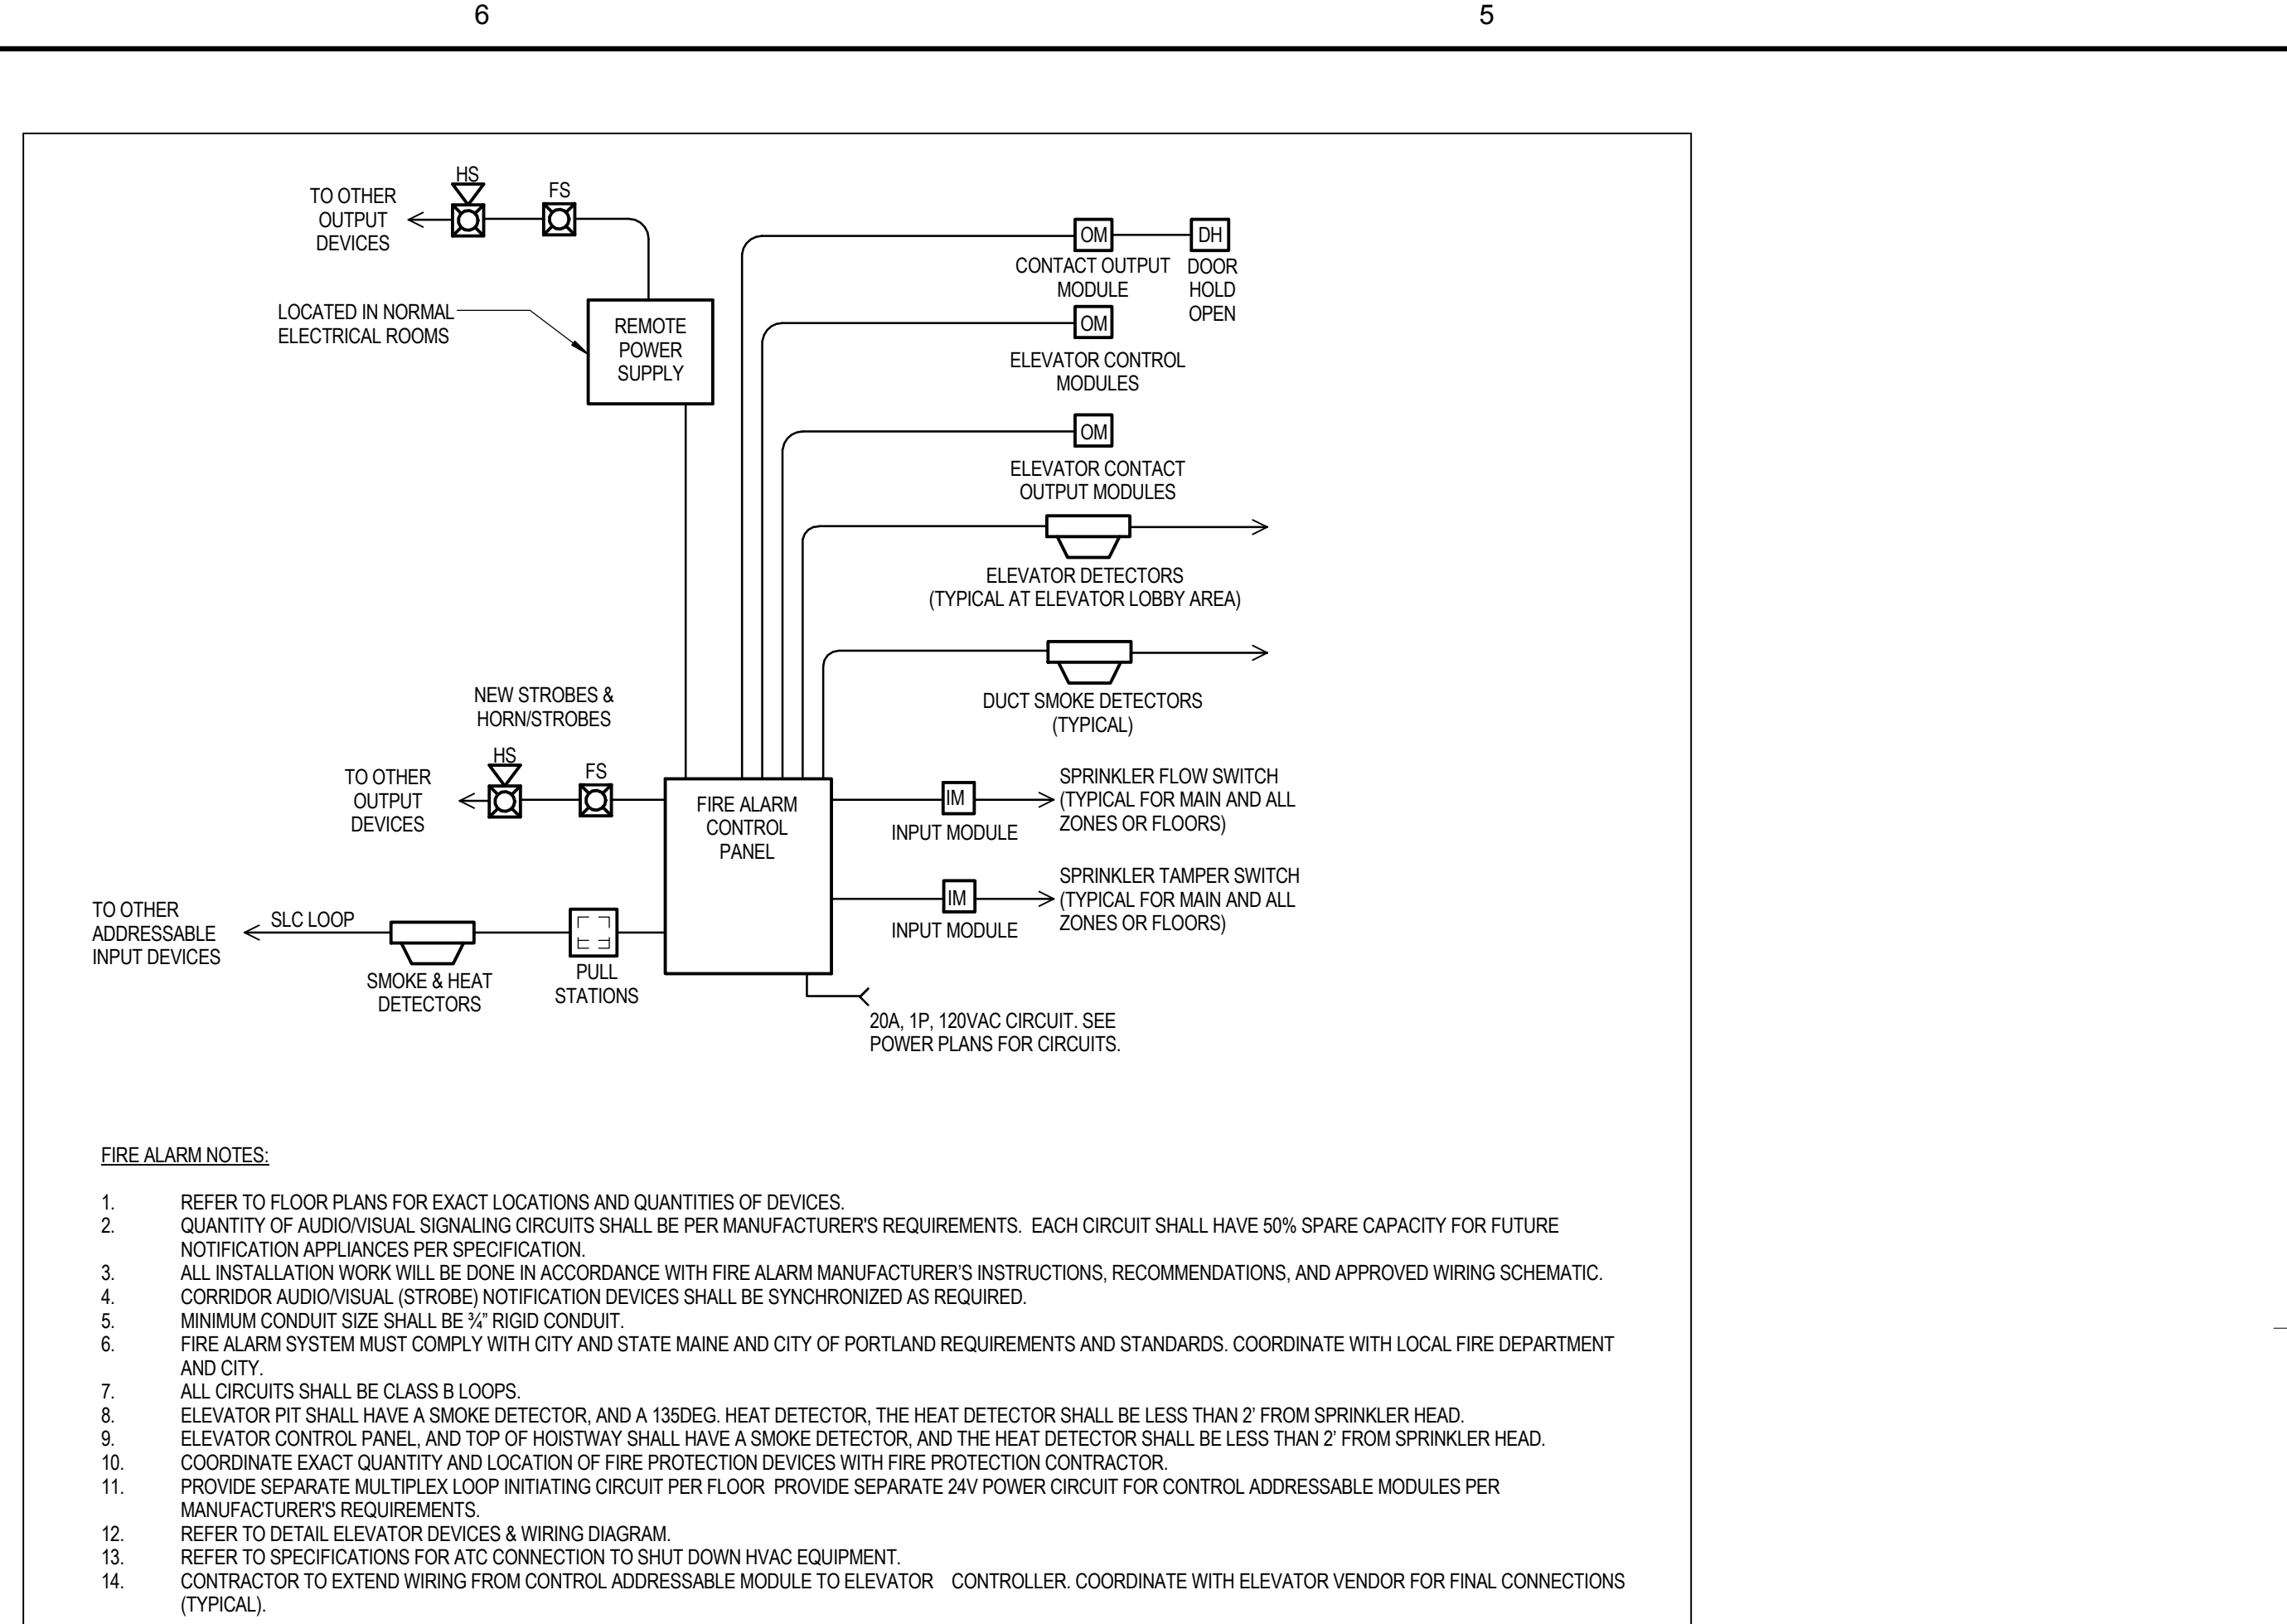 6
5
HS
FS
TO OTHER
OUTPUT
DEVICES
LOCATED IN NORMAL
ELECTRICAL ROOMS
REMOTE
POWER
SUPPLY
OM
DH
CONTACT OUTPUT
MODULE
DOOR
HOLD
OPEN
OM
ELEVATOR CONTROL
MODULES
OM
ELEVATOR CONTACT
OUTPUT MODULES
ELEVATOR DETECTORS
(TYPICAL AT ELEVATOR LOBBY AREA)
DUCT SMOKE DETECTORS
(TYPICAL)
NEW STROBES &
HORN/STROBES
HS
FS
TO OTHER
OUTPUT
DEVICES
FIRE ALARM
CONTROL
PANEL
IM
INPUT MODULE
SPRINKLER FLOW SWITCH
(TYPICAL FOR MAIN AND ALL
ZONES OR FLOORS)
IM
INPUT MODULE
SPRINKLER TAMPER SWITCH
(TYPICAL FOR MAIN AND ALL
ZONES OR FLOORS)
TO OTHER
ADDRESSABLE
INPUT DEVICES
SLC LOOP
SMOKE & HEAT
DETECTORS
PULL
STATIONS
20A, 1P, 120VAC CIRCUIT. SEE
POWER PLANS FOR CIRCUITS.
FIRE ALARM NOTES:
1. REFER TO FLOOR PLANS FOR EXACT LOCATIONS AND QUANTITIES OF DEVICES.
2. QUANTITY OF AUDIO/VISUAL SIGNALING CIRCUITS SHALL BE PER MANUFACTURER'S REQUIREMENTS. EACH CIRCUIT SHALL HAVE 50% SPARE CAPACITY FOR FUTURE
NOTIFICATION APPLIANCES PER SPECIFICATION.
3. ALL INSTALLATION WORK WILL BE DONE IN ACCORDANCE WITH FIRE ALARM MANUFACTURER’S INSTRUCTIONS, RECOMMENDATIONS, AND APPROVED WIRING SCHEMATIC.
4. CORRIDOR AUDIO/VISUAL (STROBE) NOTIFICATION DEVICES SHALL BE SYNCHRONIZED AS REQUIRED.
5. MINIMUM CONDUIT SIZE SHALL BE ¾” RIGID CONDUIT.
6. FIRE ALARM SYSTEM MUST COMPLY WITH CITY AND STATE MAINE AND CITY OF PORTLAND REQUIREMENTS AND STANDARDS. COORDINATE WITH LOCAL FIRE DEPARTMENT
AND CITY.
7. ALL CIRCUITS SHALL BE CLASS B LOOPS.
8. ELEVATOR PIT SHALL HAVE A SMOKE DETECTOR, AND A 135DEG. HEAT DETECTOR, THE HEAT DETECTOR SHALL BE LESS THAN 2’ FROM SPRINKLER HEAD.
9. ELEVATOR CONTROL PANEL, AND TOP OF HOISTWAY SHALL HAVE A SMOKE DETECTOR, AND THE HEAT DETECTOR SHALL BE LESS THAN 2’ FROM SPRINKLER HEAD.
10. COORDINATE EXACT QUANTITY AND LOCATION OF FIRE PROTECTION DEVICES WITH FIRE PROTECTION CONTRACTOR.
11. PROVIDE SEPARATE MULTIPLEX LOOP INITIATING CIRCUIT PER FLOOR PROVIDE SEPARATE 24V POWER CIRCUIT FOR CONTROL ADDRESSABLE MODULES PER
MANUFACTURER'S REQUIREMENTS.
12. REFER TO DETAIL ELEVATOR DEVICES & WIRING DIAGRAM.
13. REFER TO SPECIFICATIONS FOR ATC CONNECTION TO SHUT DOWN HVAC EQUIPMENT.
14. CONTRACTOR TO EXTEND WIRING FROM CONTROL ADDRESSABLE MODULE TO ELEVATOR CONTROLLER. COORDINATE WITH ELEVATOR VENDOR FOR FINAL CONNECTIONS
(TYPICAL).